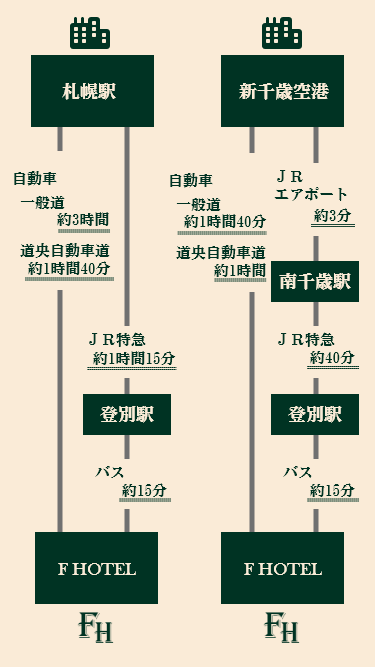 札幌駅
自動車
一般道
約3時間
道央自動車道
約1時間40分
ＪＲ特急
約1時間15分
登別駅
バス
約15分
F HOTEL
FH
新千歳空港
自動車
一般道
約1時間40分
道央自動車道
約1時間
ＪＲ
エアポート
約3分
南千歳駅
ＪＲ特急
約40分
登別駅
バス
約15分
F HOTEL
FH